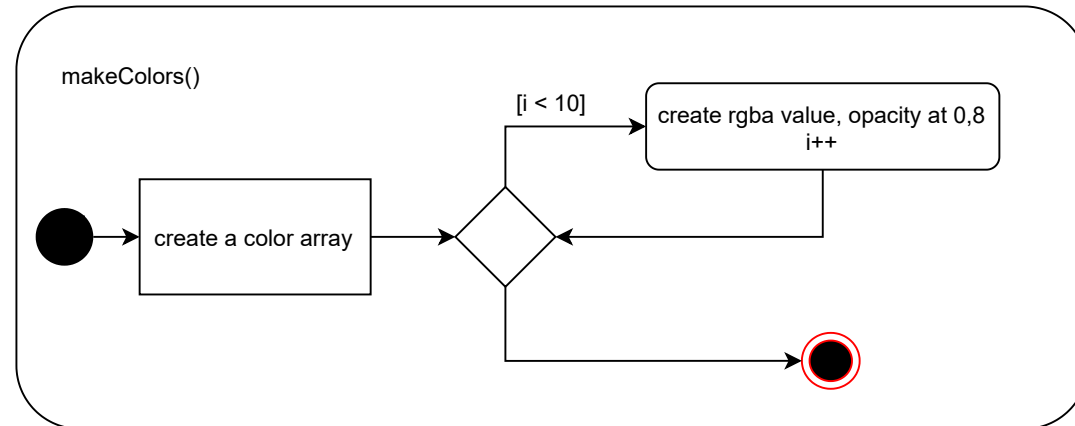 makeColors()
[i < 10]
create rgba value, opacity at 0,8
i++
create a color array